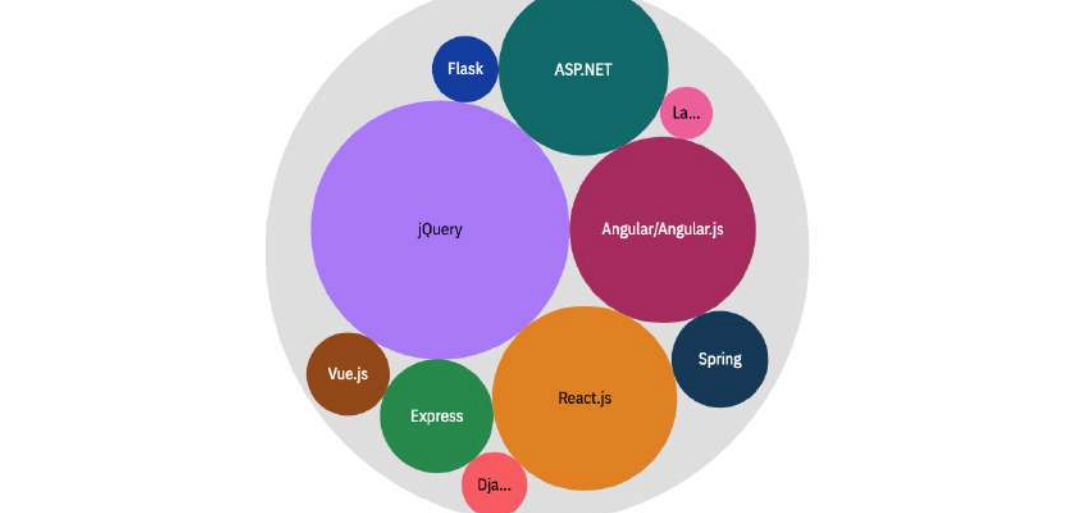 Flask
ASP.NET
La...
jQuery
Angular/Angular.js
Spring
Vue.js
React.js
Express
Dja...